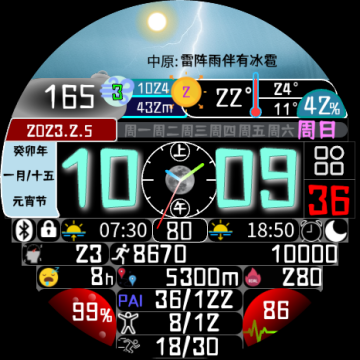 中原:雷阵雨伴有冰雹
165 3 1024 432m Z 22° 24° 11° 42%
2023.2.5 周一 周二 周三 周四 周五 周六 周日
癸卯年
一月/十五
元宵节
10 上午 09
36
07:30 80 18:50
23 8670 10000
8h 5300m 280
99% PAI 36/122 86
8/12
18/30